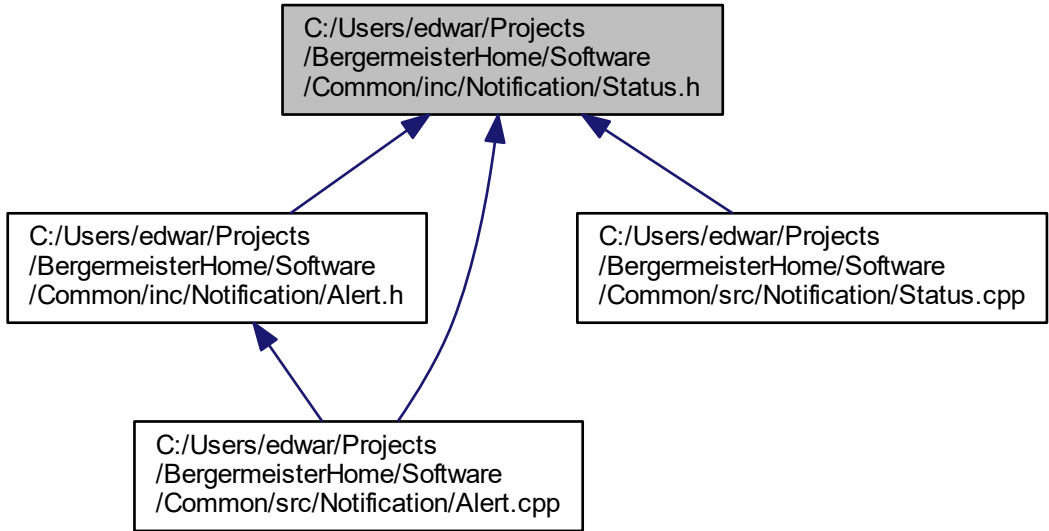 C:/Users/edwar/Projects
/BergermeisterHome/Software
/Common/inc/Notification/Status.h
C:/Users/edwar/Projects
/BergermeisterHome/Software
/Common/inc/Notification/Alert.h
C:/Users/edwar/Projects
/BergermeisterHome/Software
/Common/src/Notification/Status.cpp
C:/Users/edwar/Projects
/BergermeisterHome/Software
/Common/src/Notification/Alert.cpp